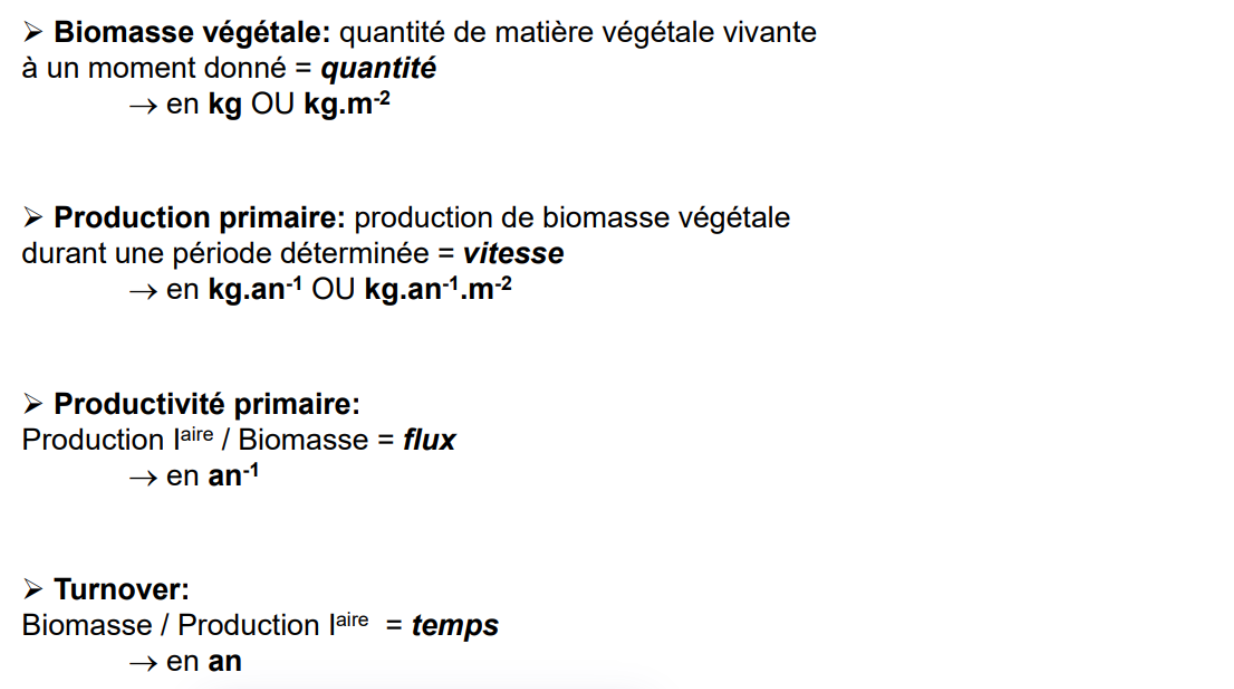 ➢ Biomasse végétale: quantité de matière végétale vivante
à un moment donné = quantité
→ en kg OU kg.m⁻²
➢ Production primaire: production de biomasse végétale
durant une période déterminée = vitesse
→ en kg.an⁻¹ OU kg.an⁻¹.m⁻²
➢ Productivité primaire:
Production Iᵃⁱʳᵉ / Biomasse = flux
→ en an⁻¹
➢ Turnover:
Biomasse / Production Iᵃⁱʳᵉ = temps
→ en an